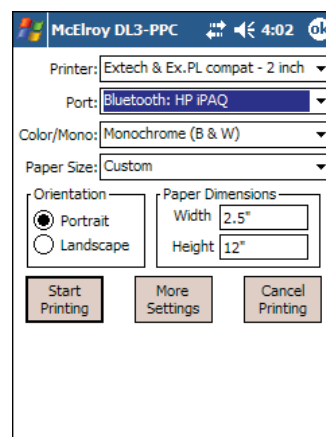 McElroy DL3-PPC 4:02 ok
Printer: Extech & Ex.PL compat - 2 inch
Port: Bluetooth: HP iPAQ
Color/Mono: Monochrome (B & W)
Paper Size: Custom
Orientation
Portrait
Landscape
Paper Dimensions
Width 2.5"
Height 12"
Start Printing
More Settings
Cancel Printing